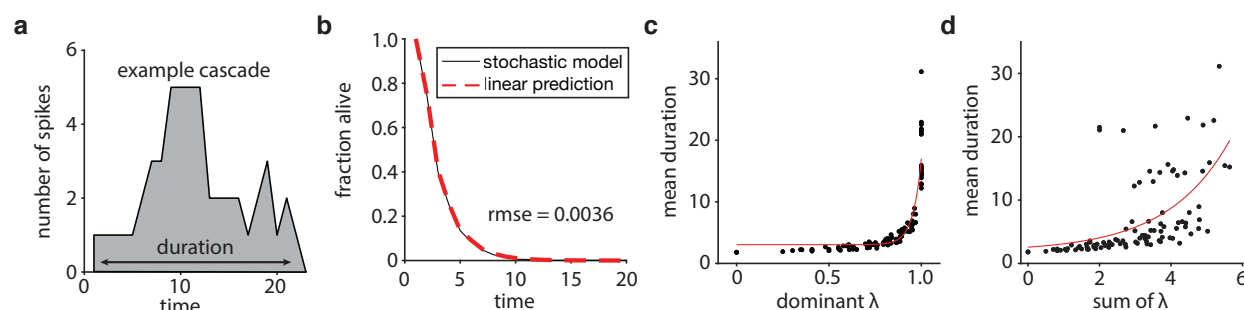 a
b
c
d
number of spikes
6
4
2
0
example cascade
duration
0
10
20
time
fraction alive
1.0
0.8
0.6
0.4
0.2
0
stochastic model
linear prediction
rmse = 0.0036
0
5
10
15
20
time
mean duration
30
20
10
0
0
0.5
1.0
dominant λ
mean duration
30
20
10
0
0
2
4
6
sum of λ